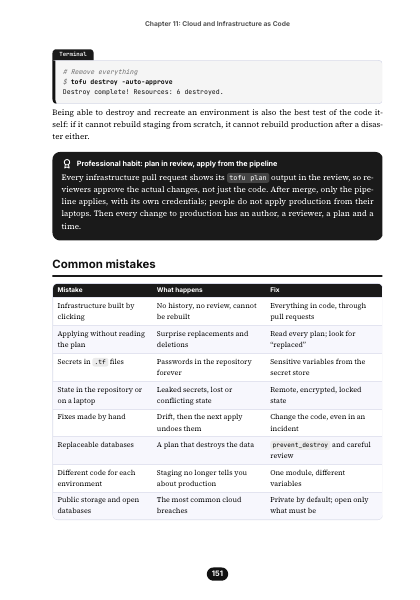 Chapter 11: Cloud and Infrastructure as Code
Terminal
# Remove everything
$ tofu destroy -auto-approve
Destroy complete! Resources: 6 destroyed.
Being able to destroy and recreate an environment is also the best test of the code it-
self: if it cannot rebuild staging from scratch, it cannot rebuild production after a disas-
ter either.
Professional habit: plan in review, apply from the pipeline
Every infrastructure pull request shows its tofu plan output in the review, so re-
viewers approve the actual changes, not just the code. After merge, only the pipe-
line applies, with its own credentials; people do not apply production from their
laptops. Then every change to production has an author, a reviewer, a plan and a
time.
Common mistakes
Mistake What happens Fix
Infrastructure built by No history, no review, cannot Everything in code, through
clicking be rebuilt pull requests
Applying without reading Surprise replacements and Read every plan; look for
the plan deletions "replaced"
Secrets in .tf files Passwords in the repository Sensitive variables from the
forever secret store
State in the repository or Leaked secrets, lost or Remote, encrypted, locked
on a laptop conflicting state state
Fixes made by hand Drift, then the next apply Change the code, even in an
undoes them incident
Replaceable databases A plan that destroys the data prevent_destroy and careful
review
Different code for each Staging no longer tells you One module, different
environment about production variables
Public storage and open The most common cloud Private by default; open only
databases breaches what must be
151